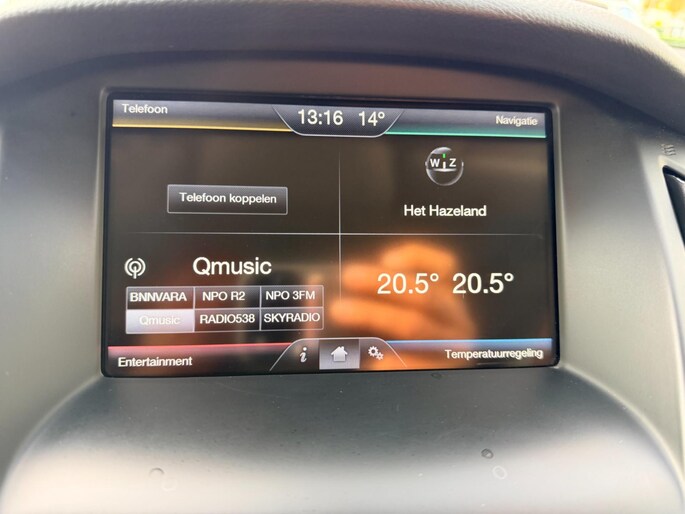 Telefoon
13:16 14°
Navigatie
W Z
Telefoon koppelen
Het Hazeland
Qmusic
20.5° 20.5°
BNNVARA NPO R2 NPO 3FM
Qmusic RADIO538 SKYRADIO
Entertainment
i
Temperatuurregeling